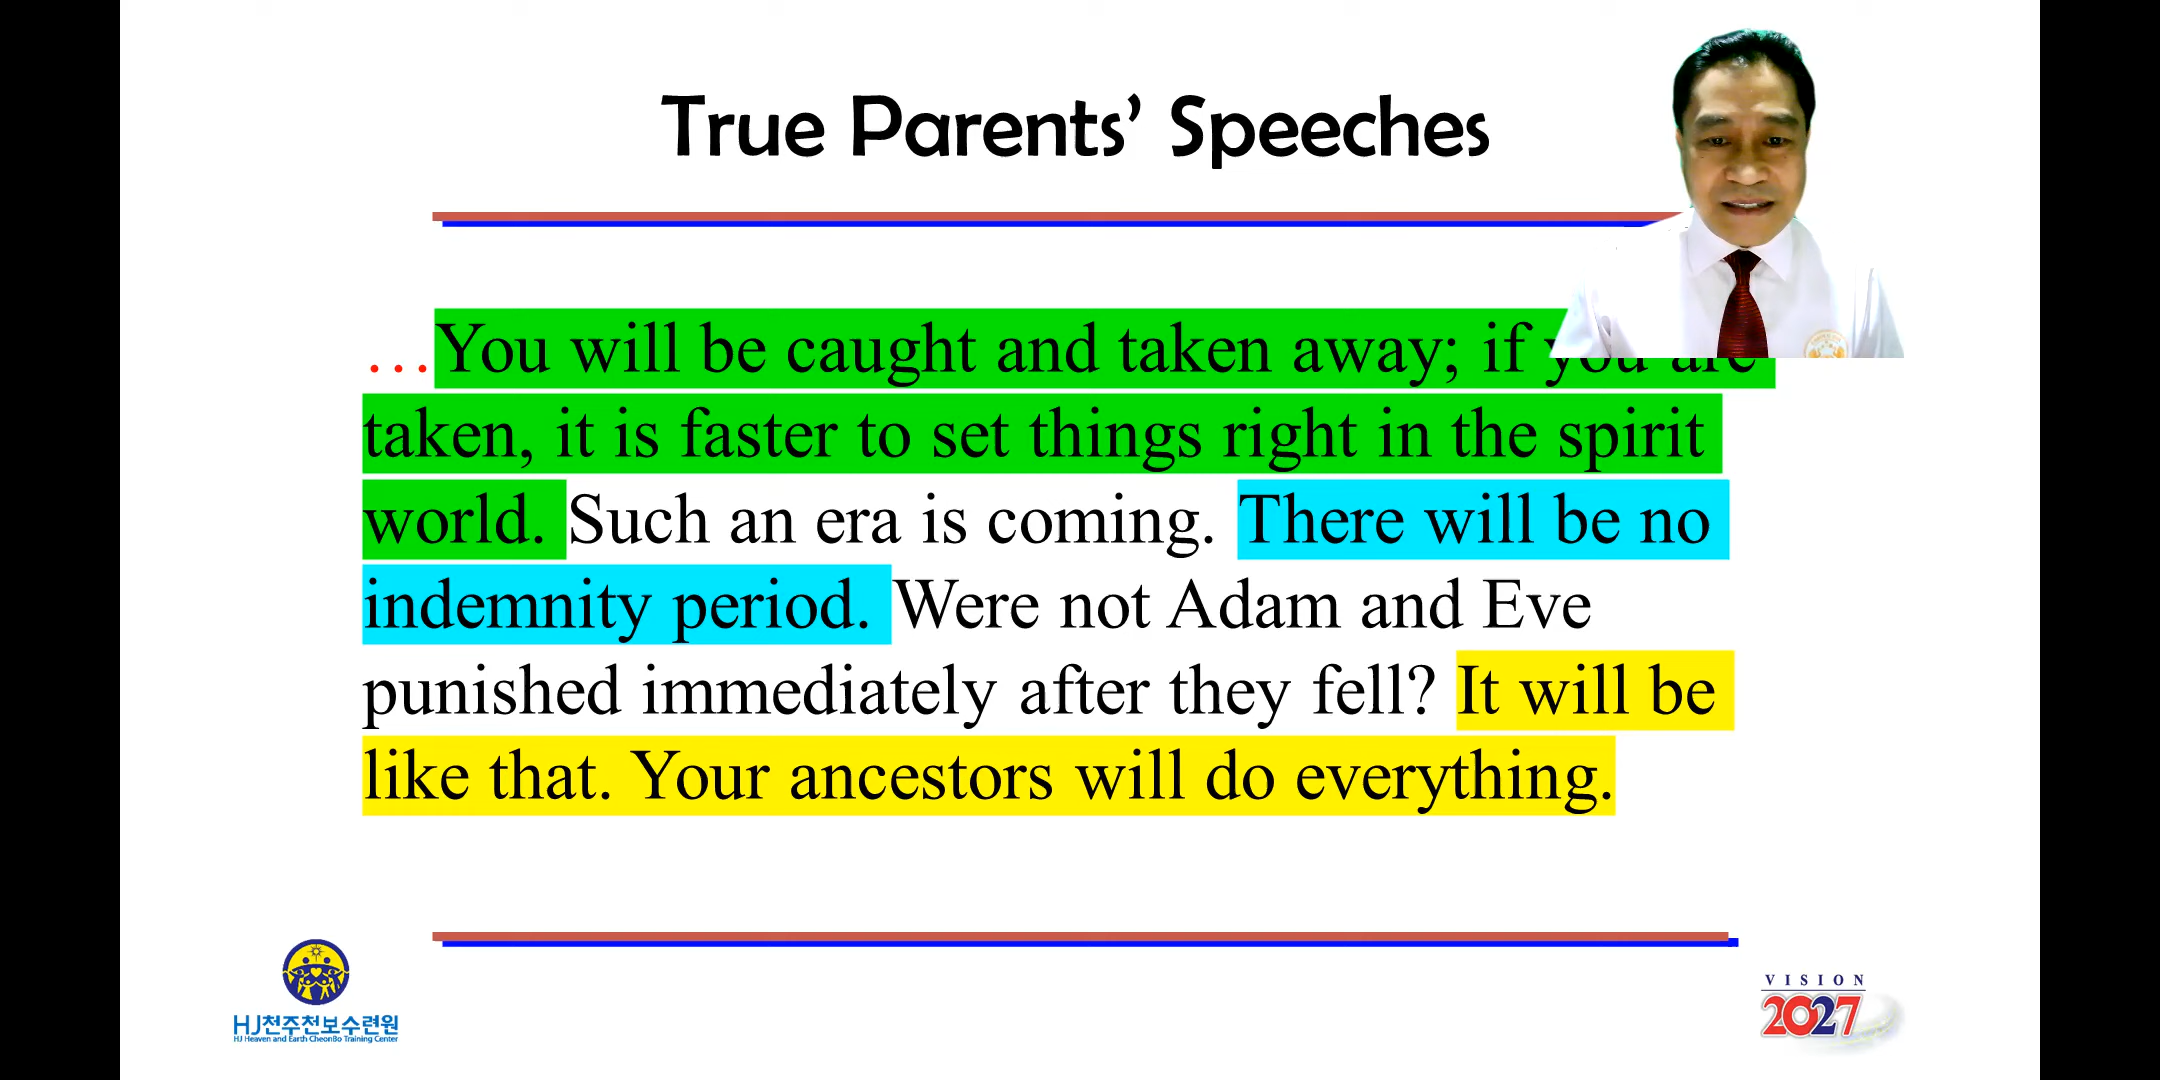 True Parents’ Speeches
…You will be caught and taken away; if you are
taken, it is faster to set things right in the spirit
world. Such an era is coming. There will be no
indemnity period. Were not Adam and Eve
punished immediately after they fell? It will be
like that. Your ancestors will do everything.
HJ천주천보수련원
HJ Heaven and Earth CheonBo Training Center
VISION
2027